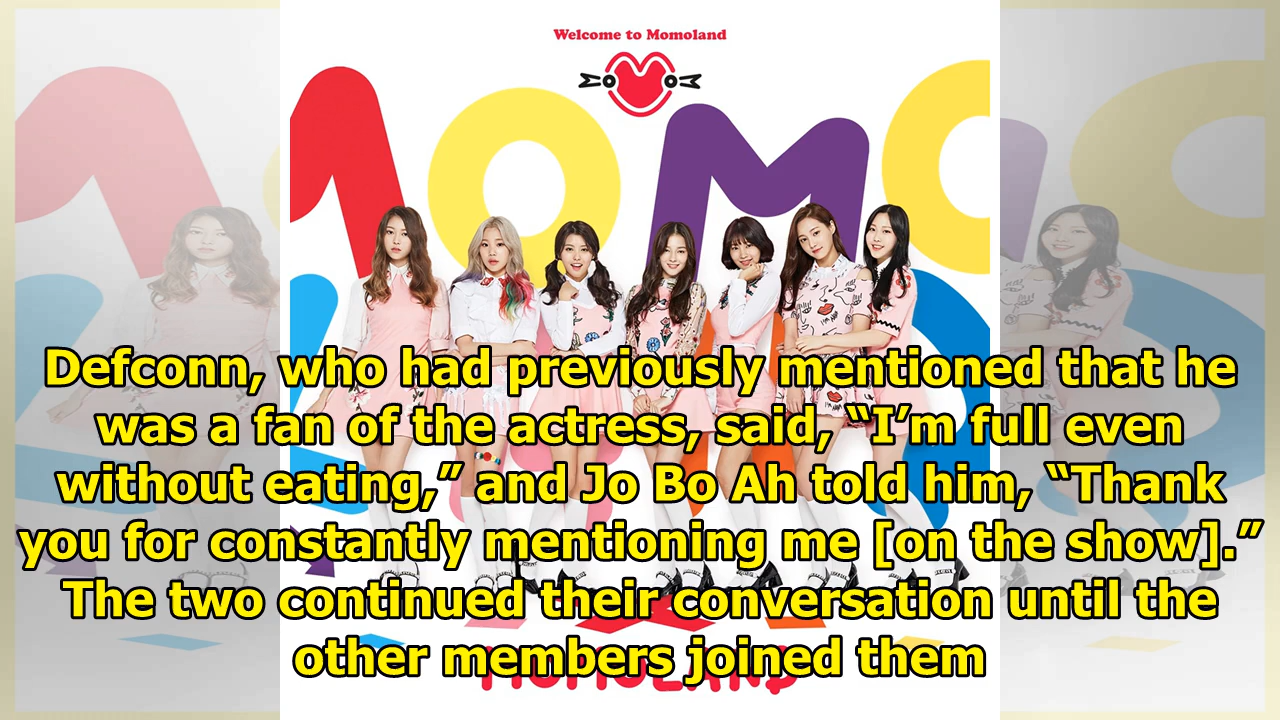 Welcome to Momoland
MOMO
Defconn, who had previously mentioned that he
was a fan of the actress, said, “I’m full even
without eating,” and Jo Bo Ah told him, “Thank
you for constantly mentioning me [on the show].”
The two continued their conversation until the
other members joined them
MOMOLAND